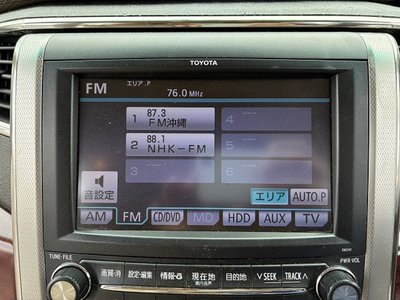 TOYOTA
FM エリア.P 76.0 MHz
1 87.3 FM沖縄 4
2 88.1 NHK-FM 5
3 6
音設定 エリア AUTO.P
AM FM CD/DVD MD HDD AUX TV
TUNE·FILE PWR·VOL
画質·消 設定·編集 情報 現在地 目的地 ∨SEEK TRACK∧